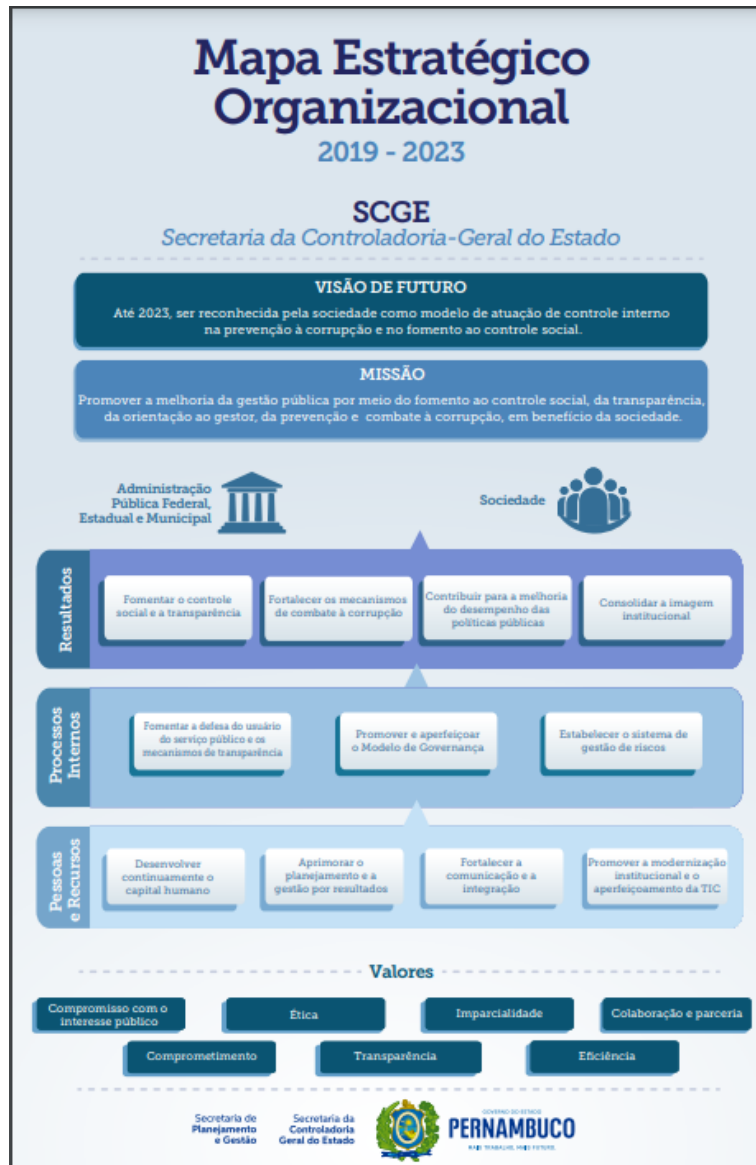 Mapa Estratégico
Organizacional
2019 - 2023
SCGE
Secretaria da Controladoria-Geral do Estado
VISÃO DE FUTURO
Até 2023, ser reconhecida pela sociedade como modelo de atuação de controle interno
na prevenção à corrupção e no fomento ao controle social.
MISSÃO
Promover a melhoria da gestão pública por meio do fomento ao controle social, da transparência,
da orientação ao gestor, da prevenção e combate à corrupção, em benefício da sociedade.
Administração
Pública Federal,
Estadual e Municipal
Sociedade
Resultados
Fomentar o controle
social e a transparência
Fortalecer os mecanismos
de combate à corrupção
Contribuir para a melhoria
do desempenho das
políticas públicas
Consolidar a imagem
institucional
Processos
Internos
Fomentar a defesa do usuário
do serviço público e os
mecanismos de transparência
Promover e aperfeiçoar
o Modelo de Governança
Estabelecer o sistema de
gestão de riscos
Pessoas
e Recursos
Desenvolver
continuamente o
capital humano
Aprimorar o
planejamento e a
gestão por resultados
Fortalecer a
comunicação e a
integração
Promover a modernização
institucional e o
aperfeiçoamento da TIC
Valores
Compromisso com o
interesse público
Ética
Imparcialidade
Colaboração e parceria
Comprometimento
Transparência
Eficiência
Secretaria de
Planejamento
e Gestão
Secretaria da
Controladoria
Geral do Estado
GOVERNO DO ESTADO
PERNAMBUCO
MAIS TRABALHO, MAIS FUTURO.